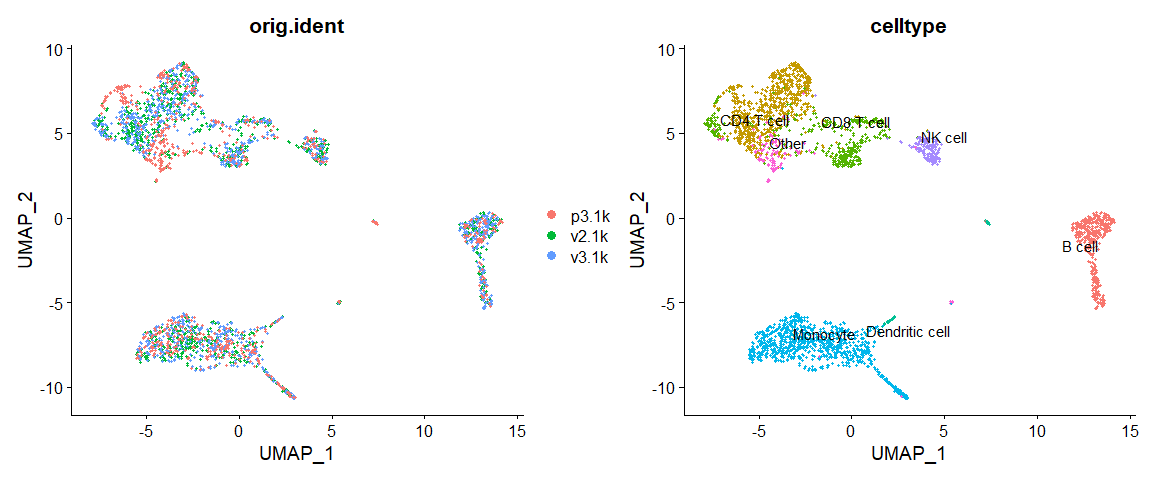 orig.ident
10
5
0
-5
-10
UMAP_2
-5
0
5
10
15
UMAP_1
p3.1k
v2.1k
v3.1k
celltype
10
5
0
-5
-10
UMAP_2
-5
0
5
10
15
UMAP_1
CD4 T cell
CD8 T cell
Other
NK cell
B cell
Monocyte
Dendritic cell